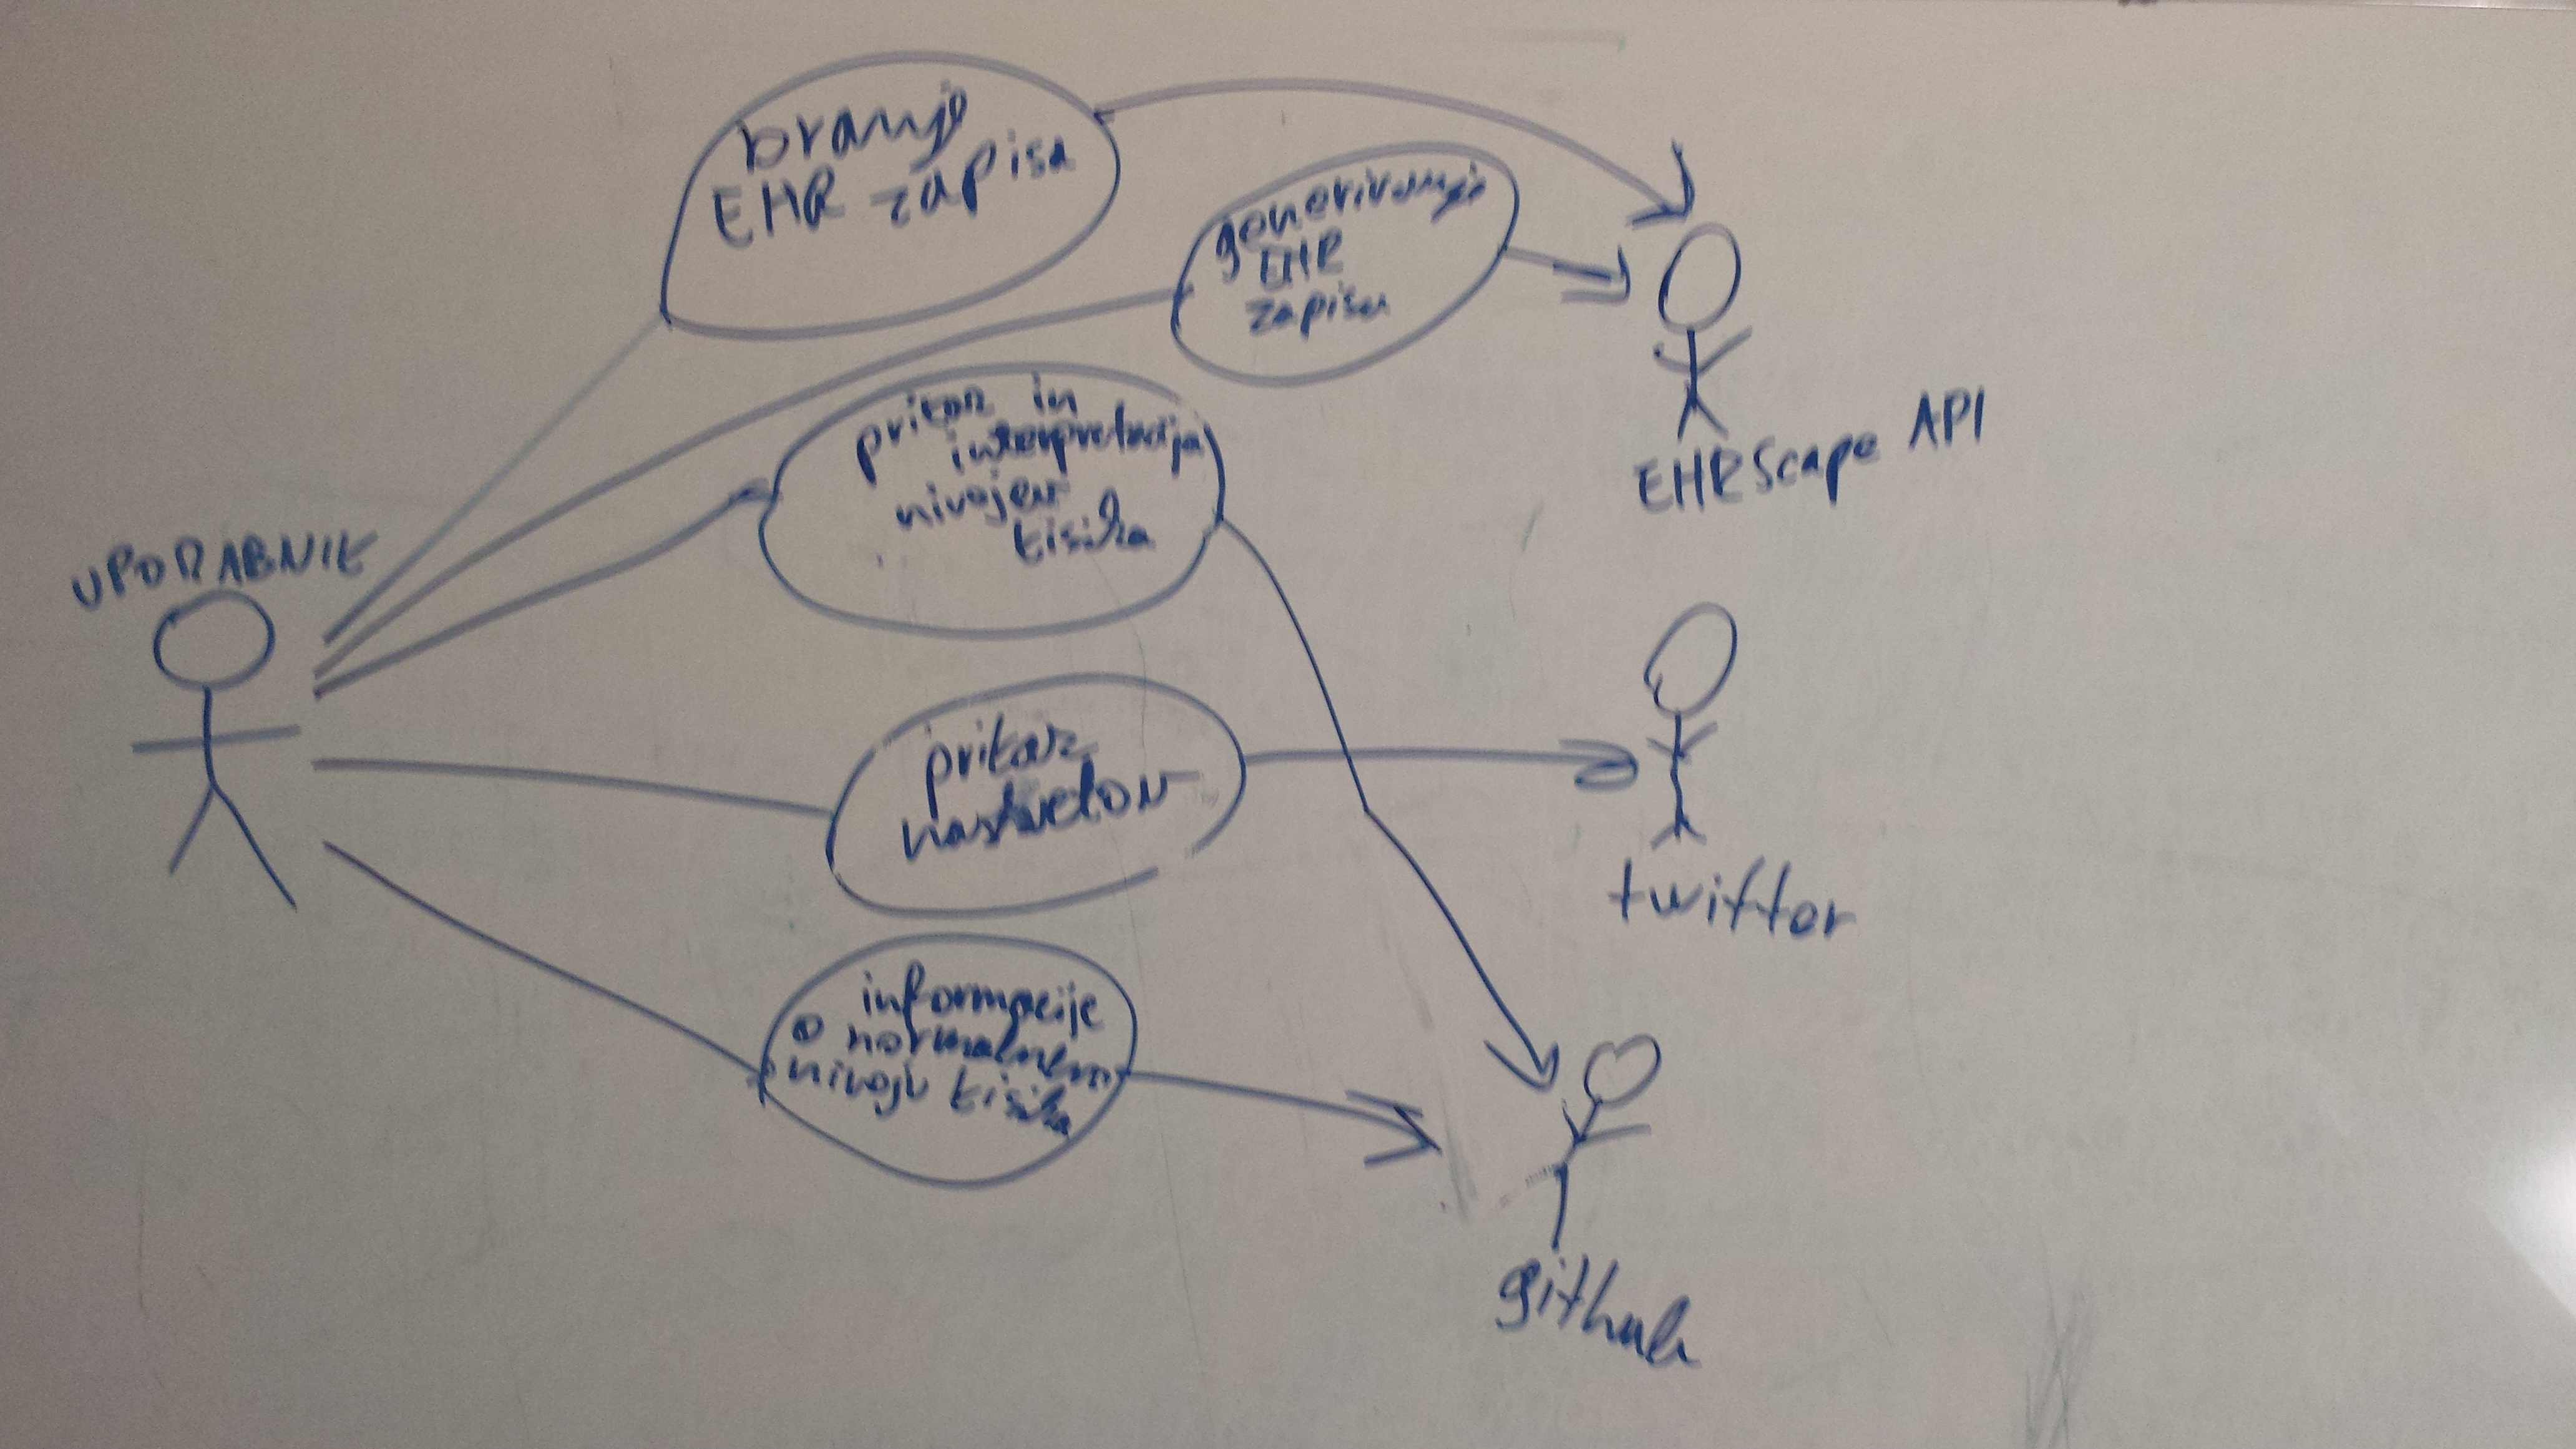 branje
EHR zapisa
generiranje
EHR
zapisa
EHRScape API
prikaz in
interpretacija
nivojev
kisika
UPORABNIK
prikaz
nasvetov
twitter
informacije
o normalnem
nivoju kisika
github